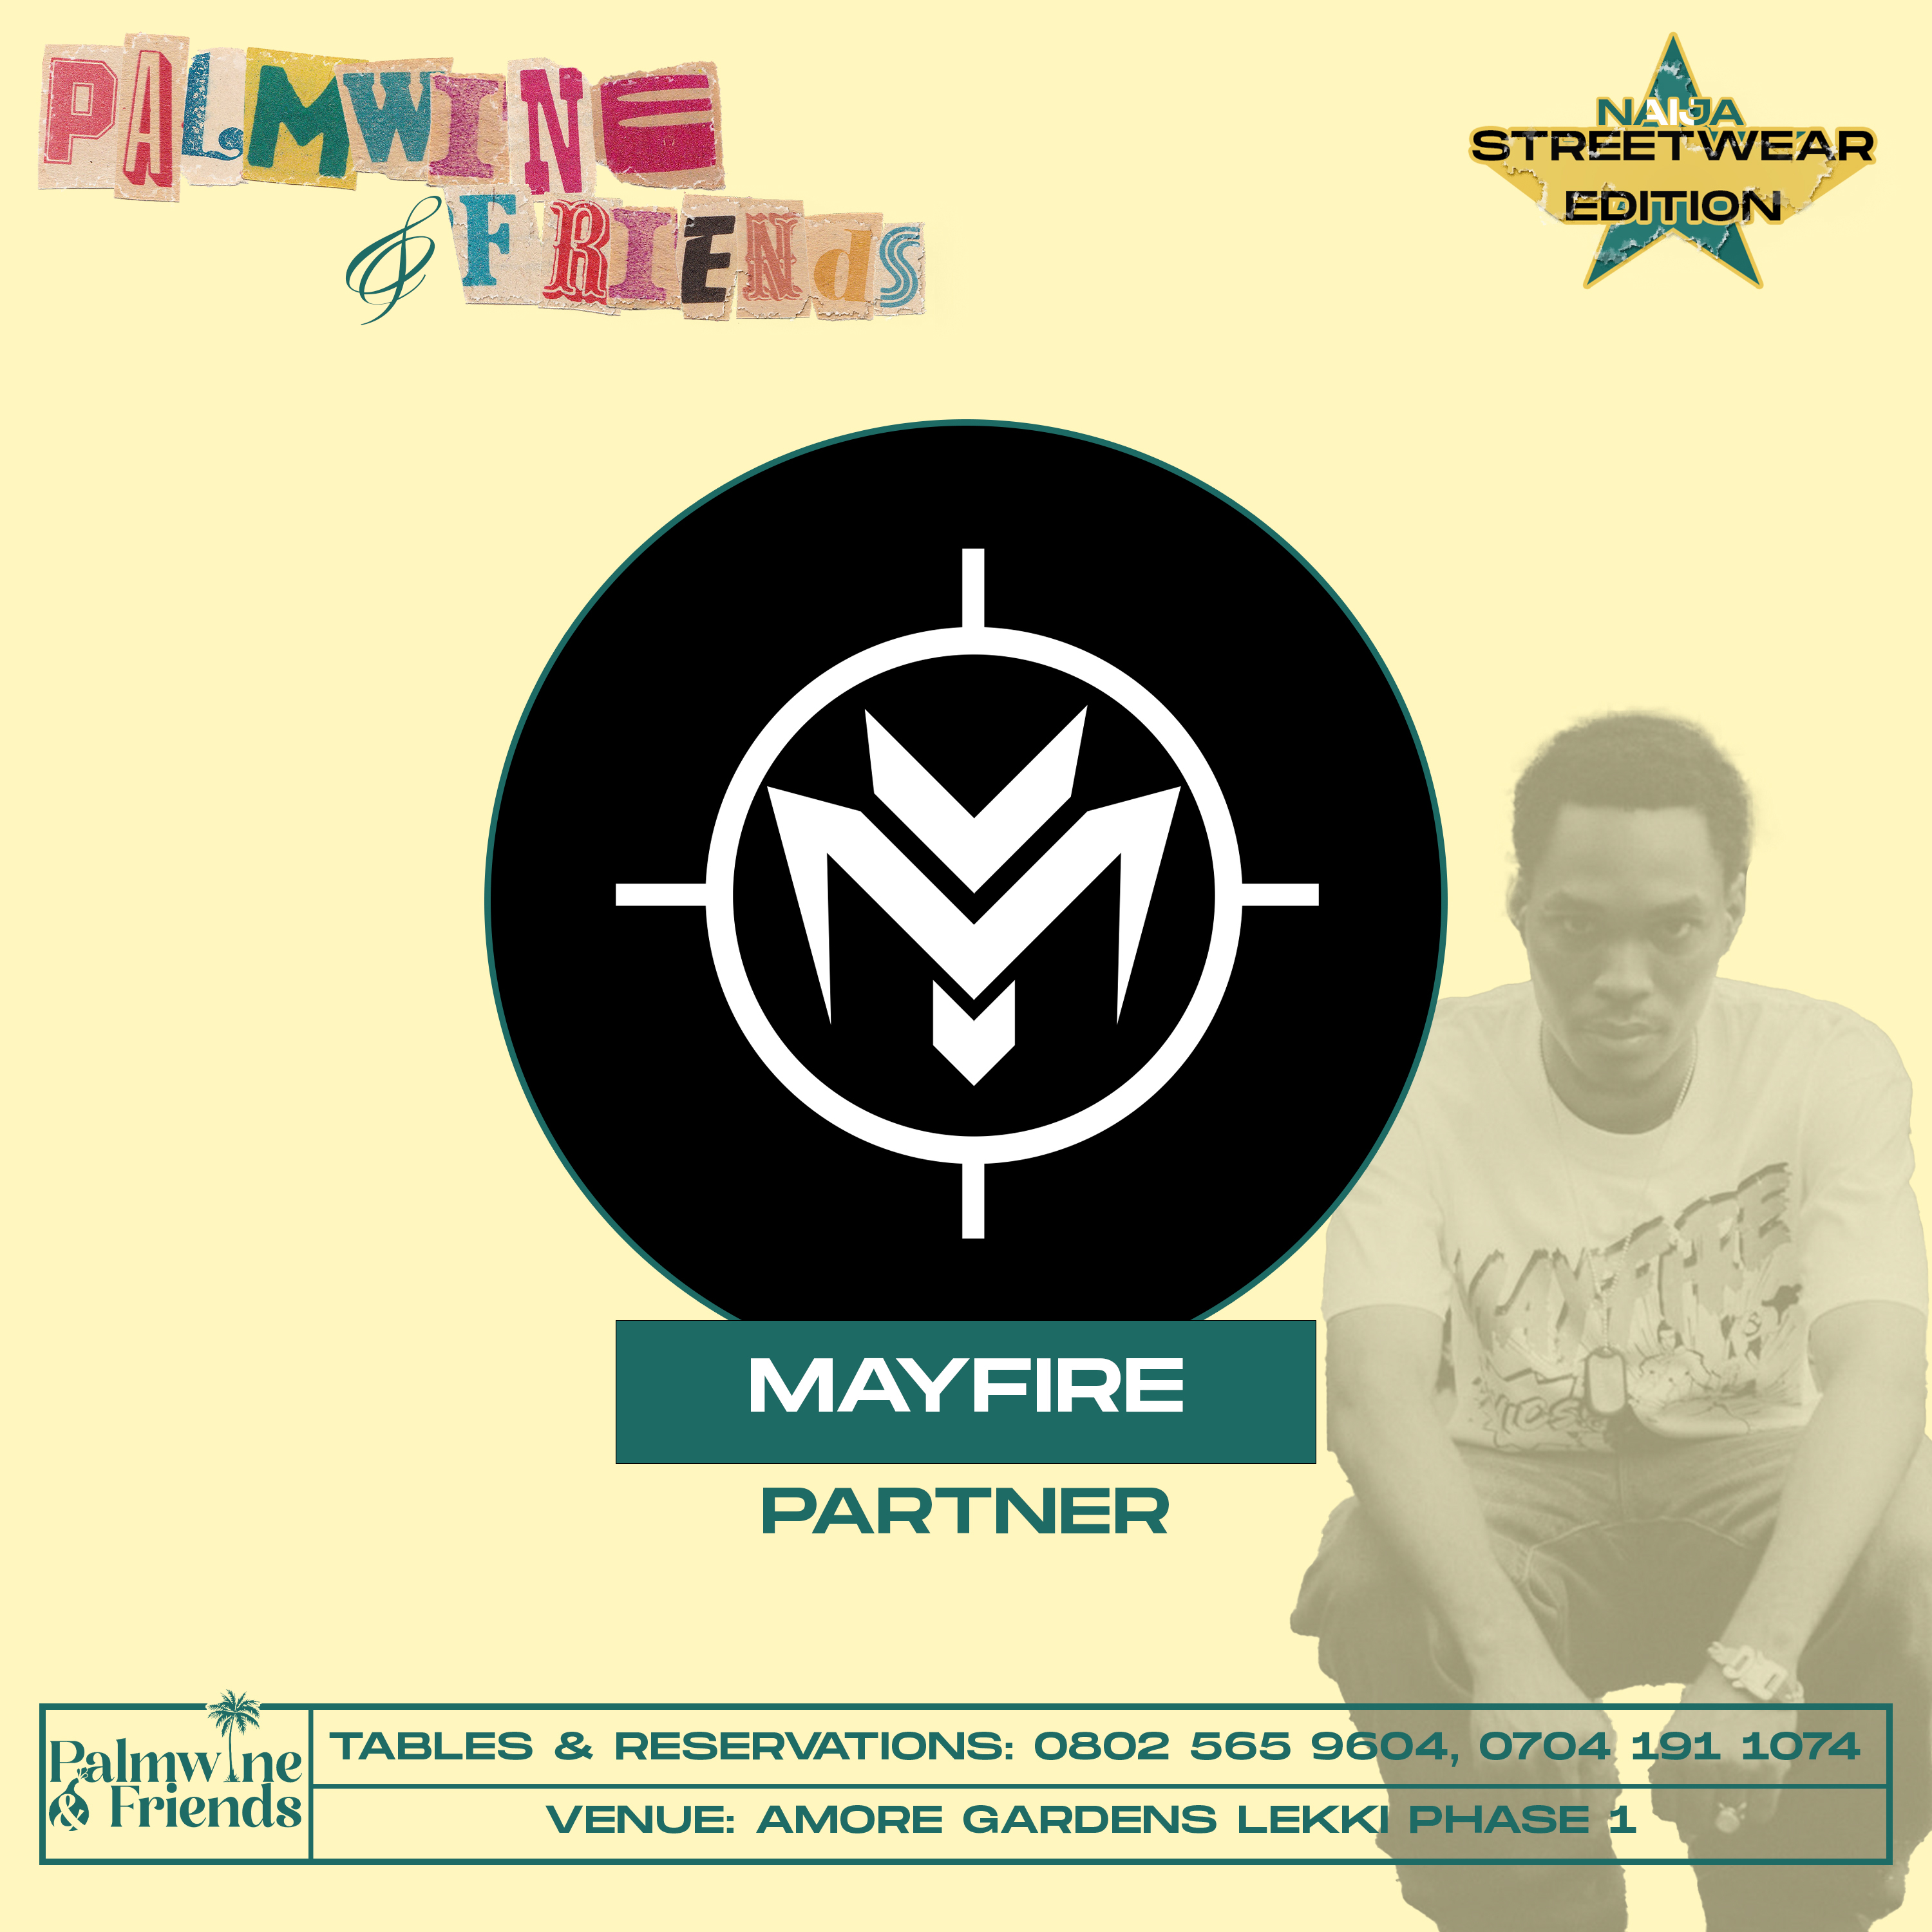 PALMWINE
& FRIENdS
NAIJA
STREETWEAR
EDITION
MAYFIRE
MAYFIRE
PARTNER
Palmwine
& Friends
TABLES & RESERVATIONS: 0802 565 9604, 0704 191 1074
VENUE: AMORE GARDENS LEKKI PHASE 1